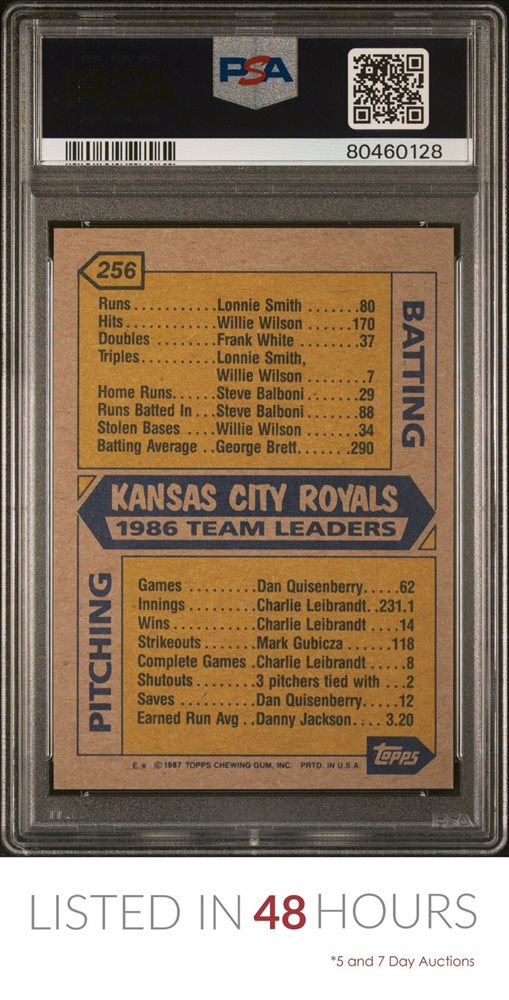 PSA
80460128
256
Runs...........Lonnie Smith .......80
Hits.............Willie Wilson .......170
Doubles ........Frank White ........37
Triples..........Lonnie Smith,
Willie Wilson ........7
Home Runs......Steve Balboni.......29
Runs Batted In ...Steve Balboni.......88
Stolen Bases ....Willie Wilson .......34
Batting Average ..George Brett.......290
BATTING
KANSAS CITY ROYALS
1986 TEAM LEADERS
PITCHING
Games .........Dan Quisenberry.....62
Innings .........Charlie Leibrandt..231.1
Wins............Charlie Leibrandt ....14
Strikeouts.......Mark Gubicza ......118
Complete Games .Charlie Leibrandt .....8
Shutouts........3 pitchers tied with ...2
Saves ..........Dan Quisenberry.....12
Earned Run Avg ..Danny Jackson.... 3.20
E * © 1987 TOPPS CHEWING GUM, INC. PRTD. IN U.S.A.
topps
PSA
LISTED IN 48 HOURS
*5 and 7 Day Auctions